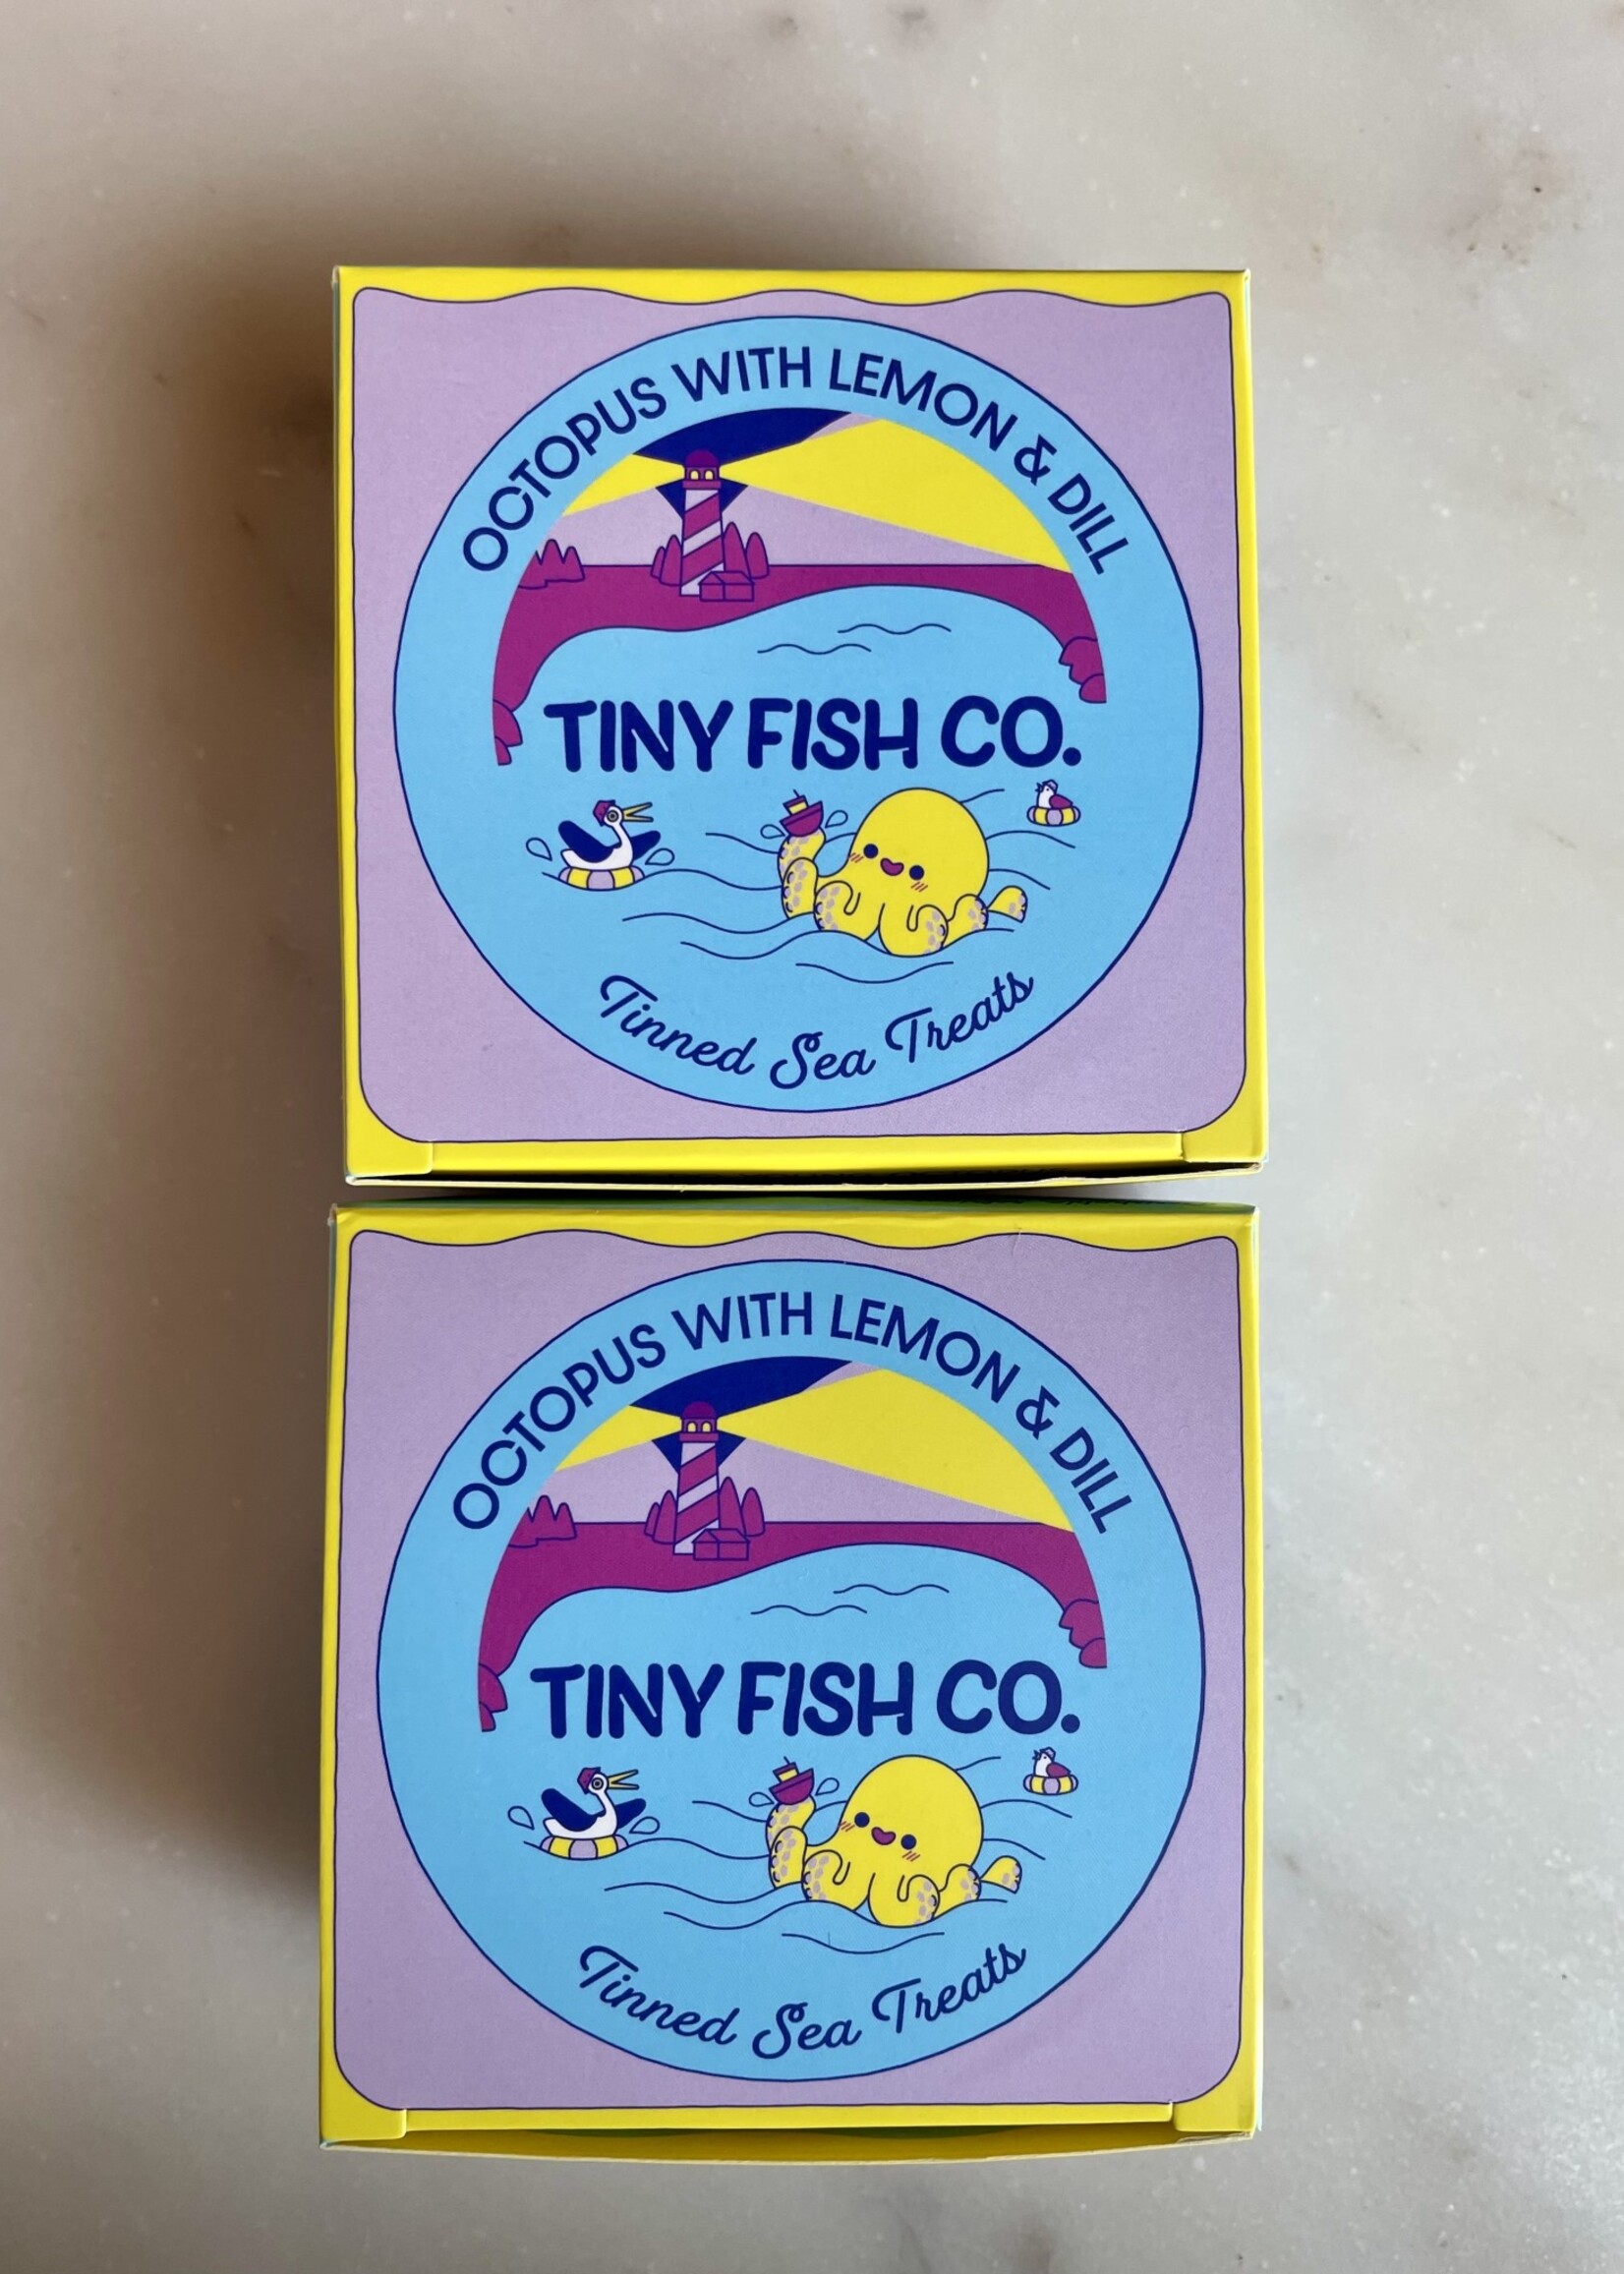 OCTOPUS WITH LEMON & DILL
TINY FISH CO.
Tinned Sea Treats
OCTOPUS WITH LEMON & DILL
TINY FISH CO.
Tinned Sea Treats